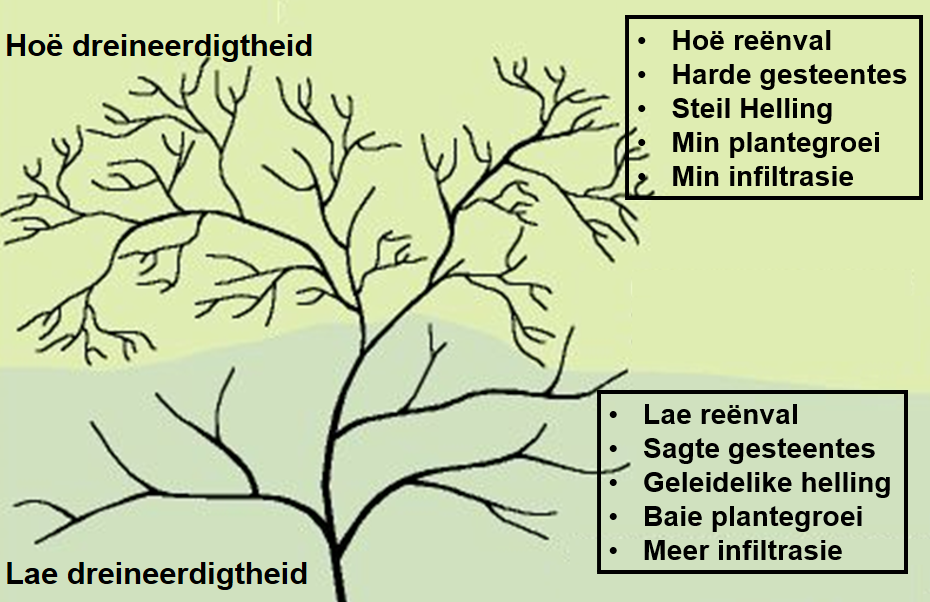 Hoë dreineerdigtheid
• Hoë reënval
• Harde gesteentes
• Steil Helling
• Min plantegroei
• Min infiltrasie
• Lae reënval
• Sagte gesteentes
• Geleidelike helling
• Baie plantegroei
• Meer infiltrasie
Lae dreineerdigtheid